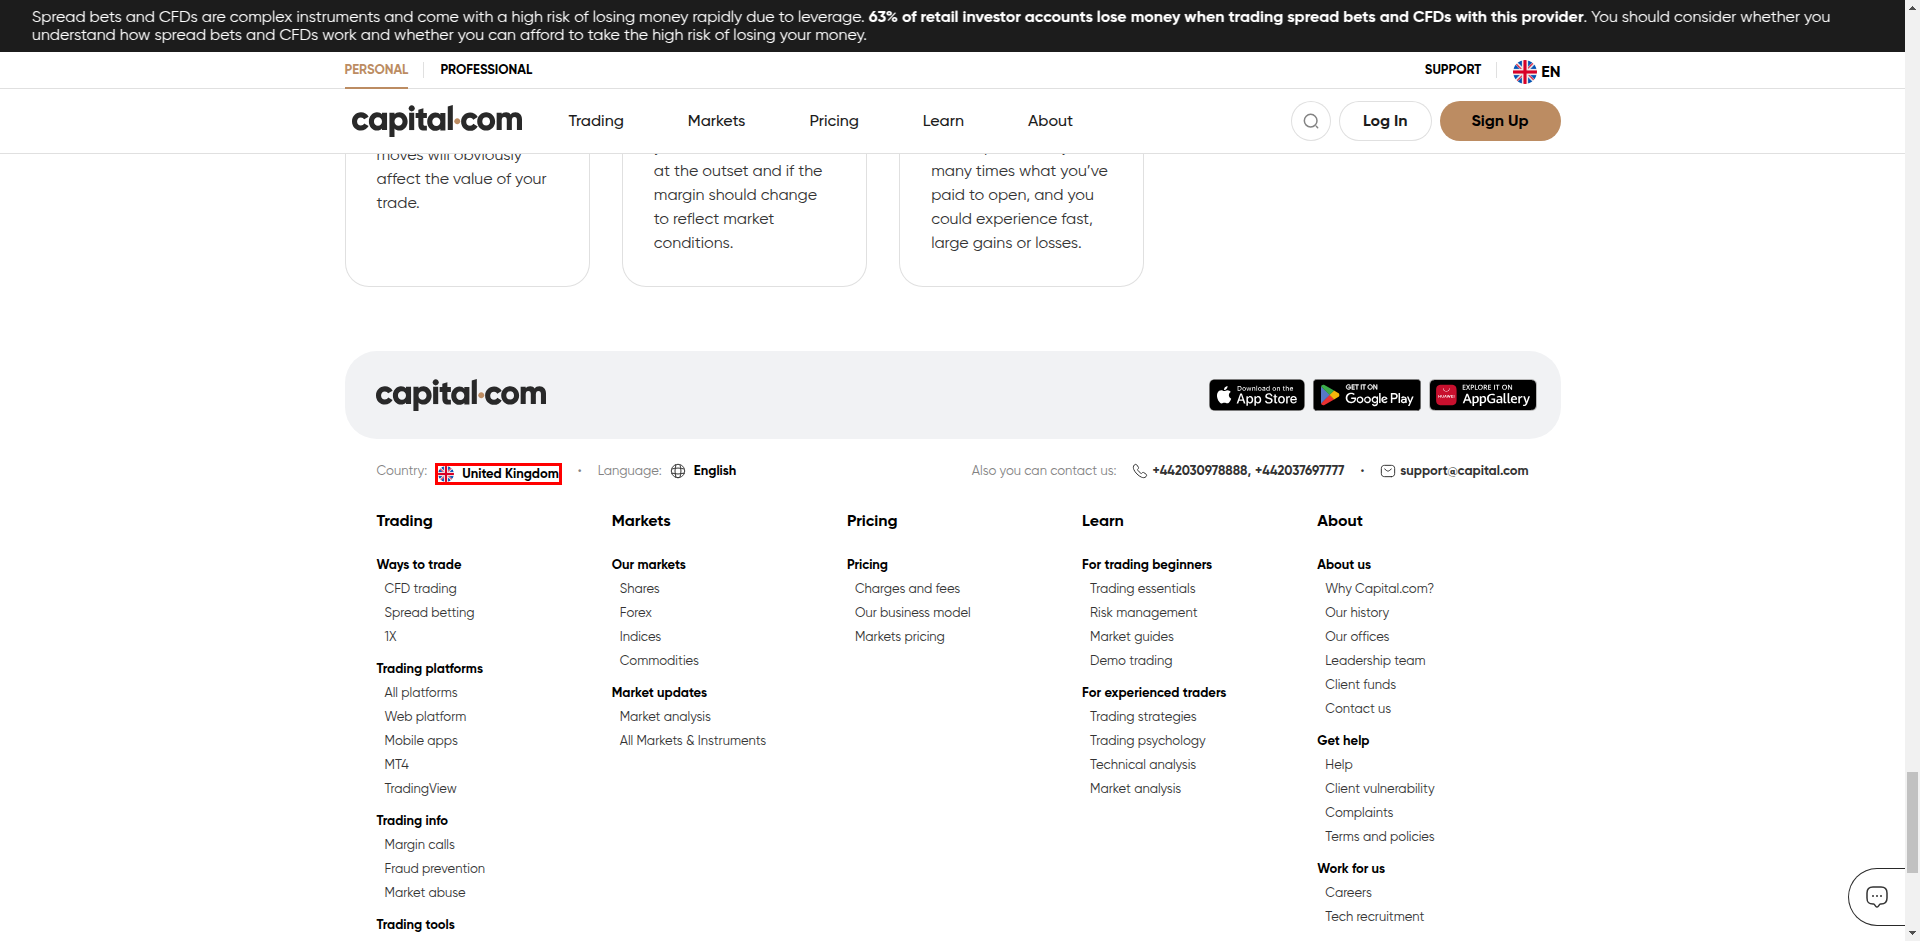 Spread bets and CFDs are complex instruments and come with a high risk of losing money rapidly due to leverage. 63% of retail investor accounts lose money when trading spread bets and CFDs with this provider. You should consider whether you
understand how spread bets and CFDs work and whether you can afford to take the high risk of losing your money.
PERSONAL PROFESSIONAL SUPPORT EN
capital.com Trading Markets Pricing Learn About Log In Sign Up
moves will obviously
affect the value of your
trade.
at the outset and if the
margin should change
to reflect market
conditions.
many times what you've
paid to open, and you
could experience fast,
large gains or losses.
capital.com
Download on the App Store
GET IT ON Google Play
HUAWEI EXPLORE IT ON AppGallery
Country: United Kingdom • Language: English Also you can contact us: +442030978888, +442037697777 • support@capital.com
Trading
Ways to trade
CFD trading
Spread betting
1X
Trading platforms
All platforms
Web platform
Mobile apps
MT4
TradingView
Trading info
Margin calls
Fraud prevention
Market abuse
Trading tools
Markets
Our markets
Shares
Forex
Indices
Commodities
Market updates
Market analysis
All Markets & Instruments
Pricing
Pricing
Charges and fees
Our business model
Markets pricing
Learn
For trading beginners
Trading essentials
Risk management
Market guides
Demo trading
For experienced traders
Trading strategies
Trading psychology
Technical analysis
Market analysis
About
About us
Why Capital.com?
Our history
Our offices
Leadership team
Client funds
Contact us
Get help
Help
Client vulnerability
Complaints
Terms and policies
Work for us
Careers
Tech recruitment